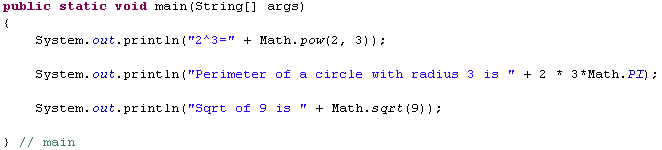 public static void main(String[] args)
{
System.out.println("2^3=" + Math.pow(2, 3));
System.out.println("Perimeter of a circle with radius 3 is " + 2 * 3*Math.PI);
System.out.println("Sqrt of 9 is " + Math.sqrt(9));
} // main